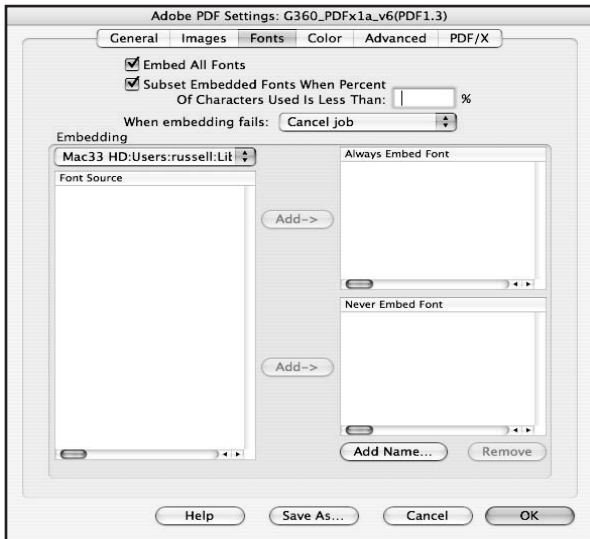 Adobe PDF Settings: G360_PDFx1a_v6(PDF1.3)
General Images Fonts Color Advanced PDF/X
Embed All Fonts
Subset Embedded Fonts When Percent
Of Characters Used Is Less Than: %
When embedding fails: Cancel job
Embedding
Mac33 HD:Users:russell:Lib
Font Source
Add->
Always Embed Font
Never Embed Font
Add->
Add Name... Remove
Help Save As... Cancel OK